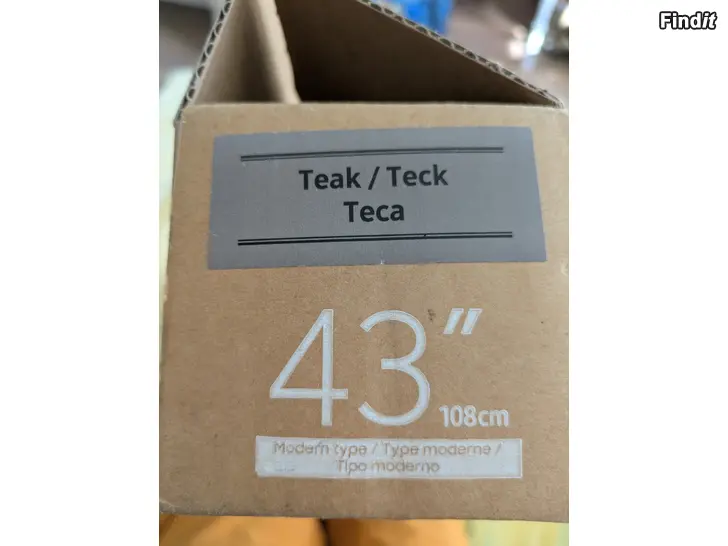 Findit
Teak / Teck
Teca
43"
108cm
Modern type / Type moderne /
Tipo moderno